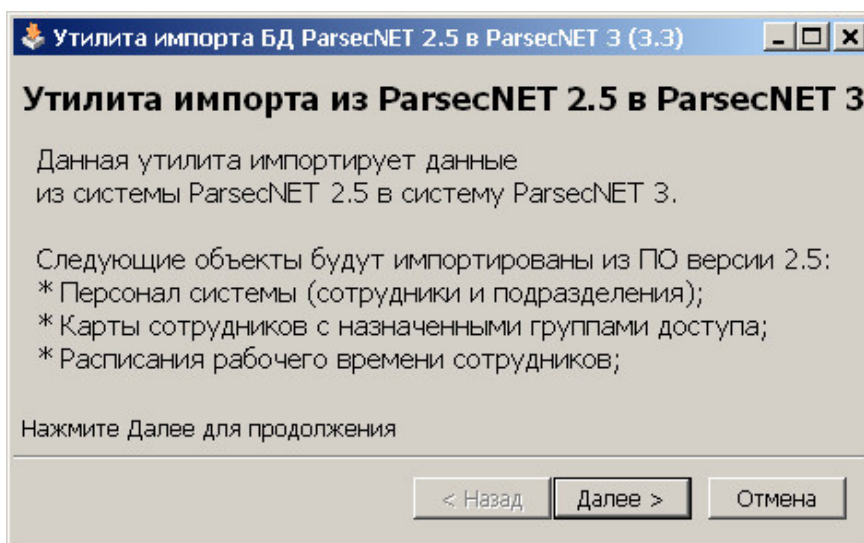 Утилита импорта БД ParsecNET 2.5 в ParsecNET 3 (3.3)
Утилита импорта из ParsecNET 2.5 в ParsecNET 3
Данная утилита импортирует данные
из системы ParsecNET 2.5 в систему ParsecNET 3.
Следующие объекты будут импортированы из ПО версии 2.5:
* Персонал системы (сотрудники и подразделения);
* Карты сотрудников с назначенными группами доступа;
* Расписания рабочего времени сотрудников;
Нажмите Далее для продолжения
< Назад Далее > Отмена